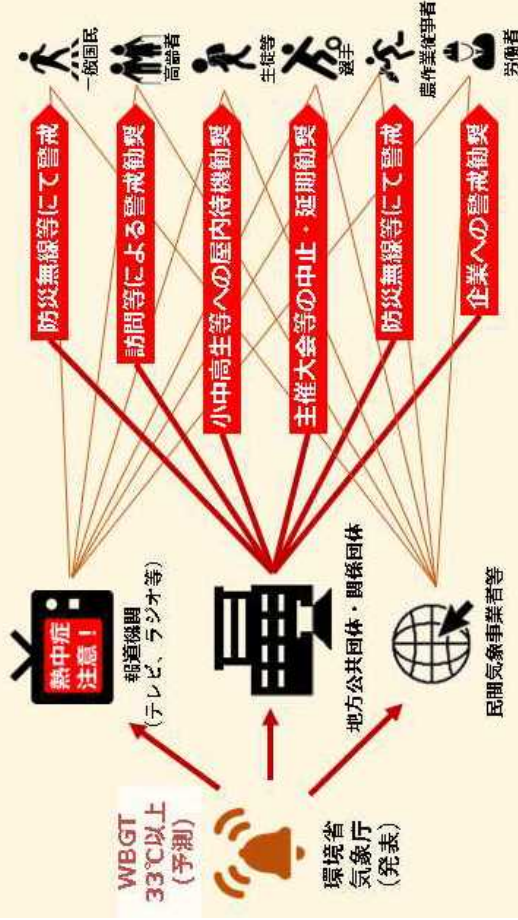 WBGT
33℃以上
(予測)
環境省
気象庁
(発表)
熱中症
注意！
報道機関
(テレビ、ラジオ等)
地方公共団体・関係団体
民間気象事業者等
防災無線等にて警戒
訪問等による警戒勧奨
小中高生等への屋内待機勧奨
主催大会等の中止・延期勧奨
防災無線等にて警戒
企業への警戒勧奨
一般国民
高齢者
生徒等
選手
農作業従事者
労働者